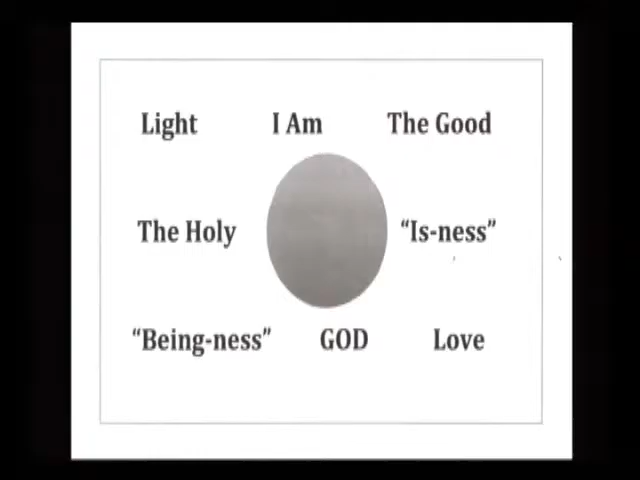 Light I Am The Good
The Holy “Is-ness”
“Being-ness” GOD Love